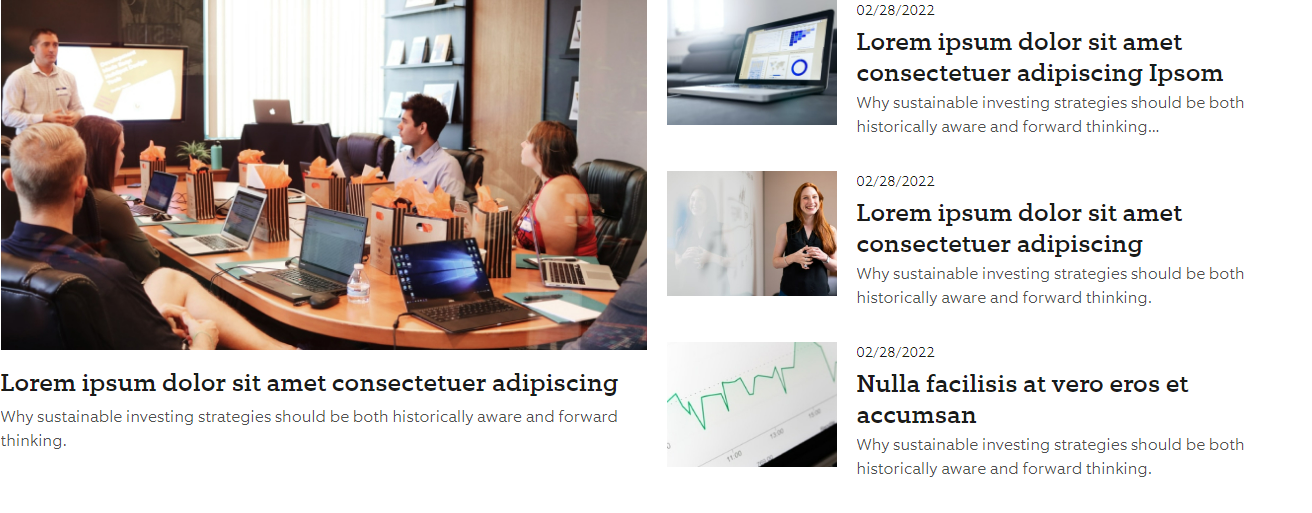 Lorem ipsum dolor sit amet consectetuer adipiscing
Why sustainable investing strategies should be both historically aware and forward
thinking.
02/28/2022
Lorem ipsum dolor sit amet
consectetuer adipiscing Ipsom
Why sustainable investing strategies should be both
historically aware and forward thinking...
02/28/2022
Lorem ipsum dolor sit amet
consectetuer adipiscing
Why sustainable investing strategies should be both
historically aware and forward thinking.
02/28/2022
Nulla facilisis at vero eros et
accumsan
Why sustainable investing strategies should be both
historically aware and forward thinking.
11:00
13:00